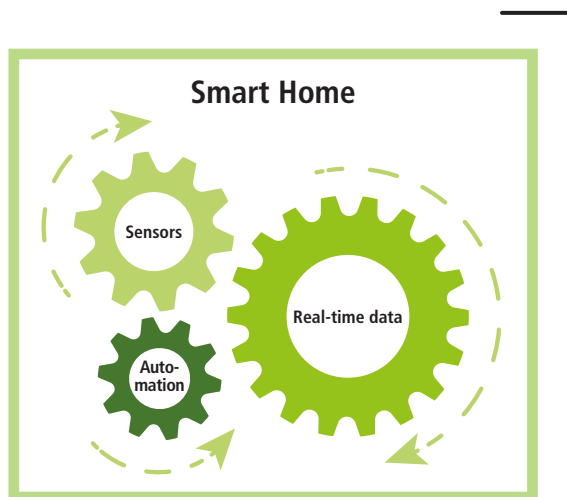 Smart Home
Sensors
Real-time data
Auto-
mation